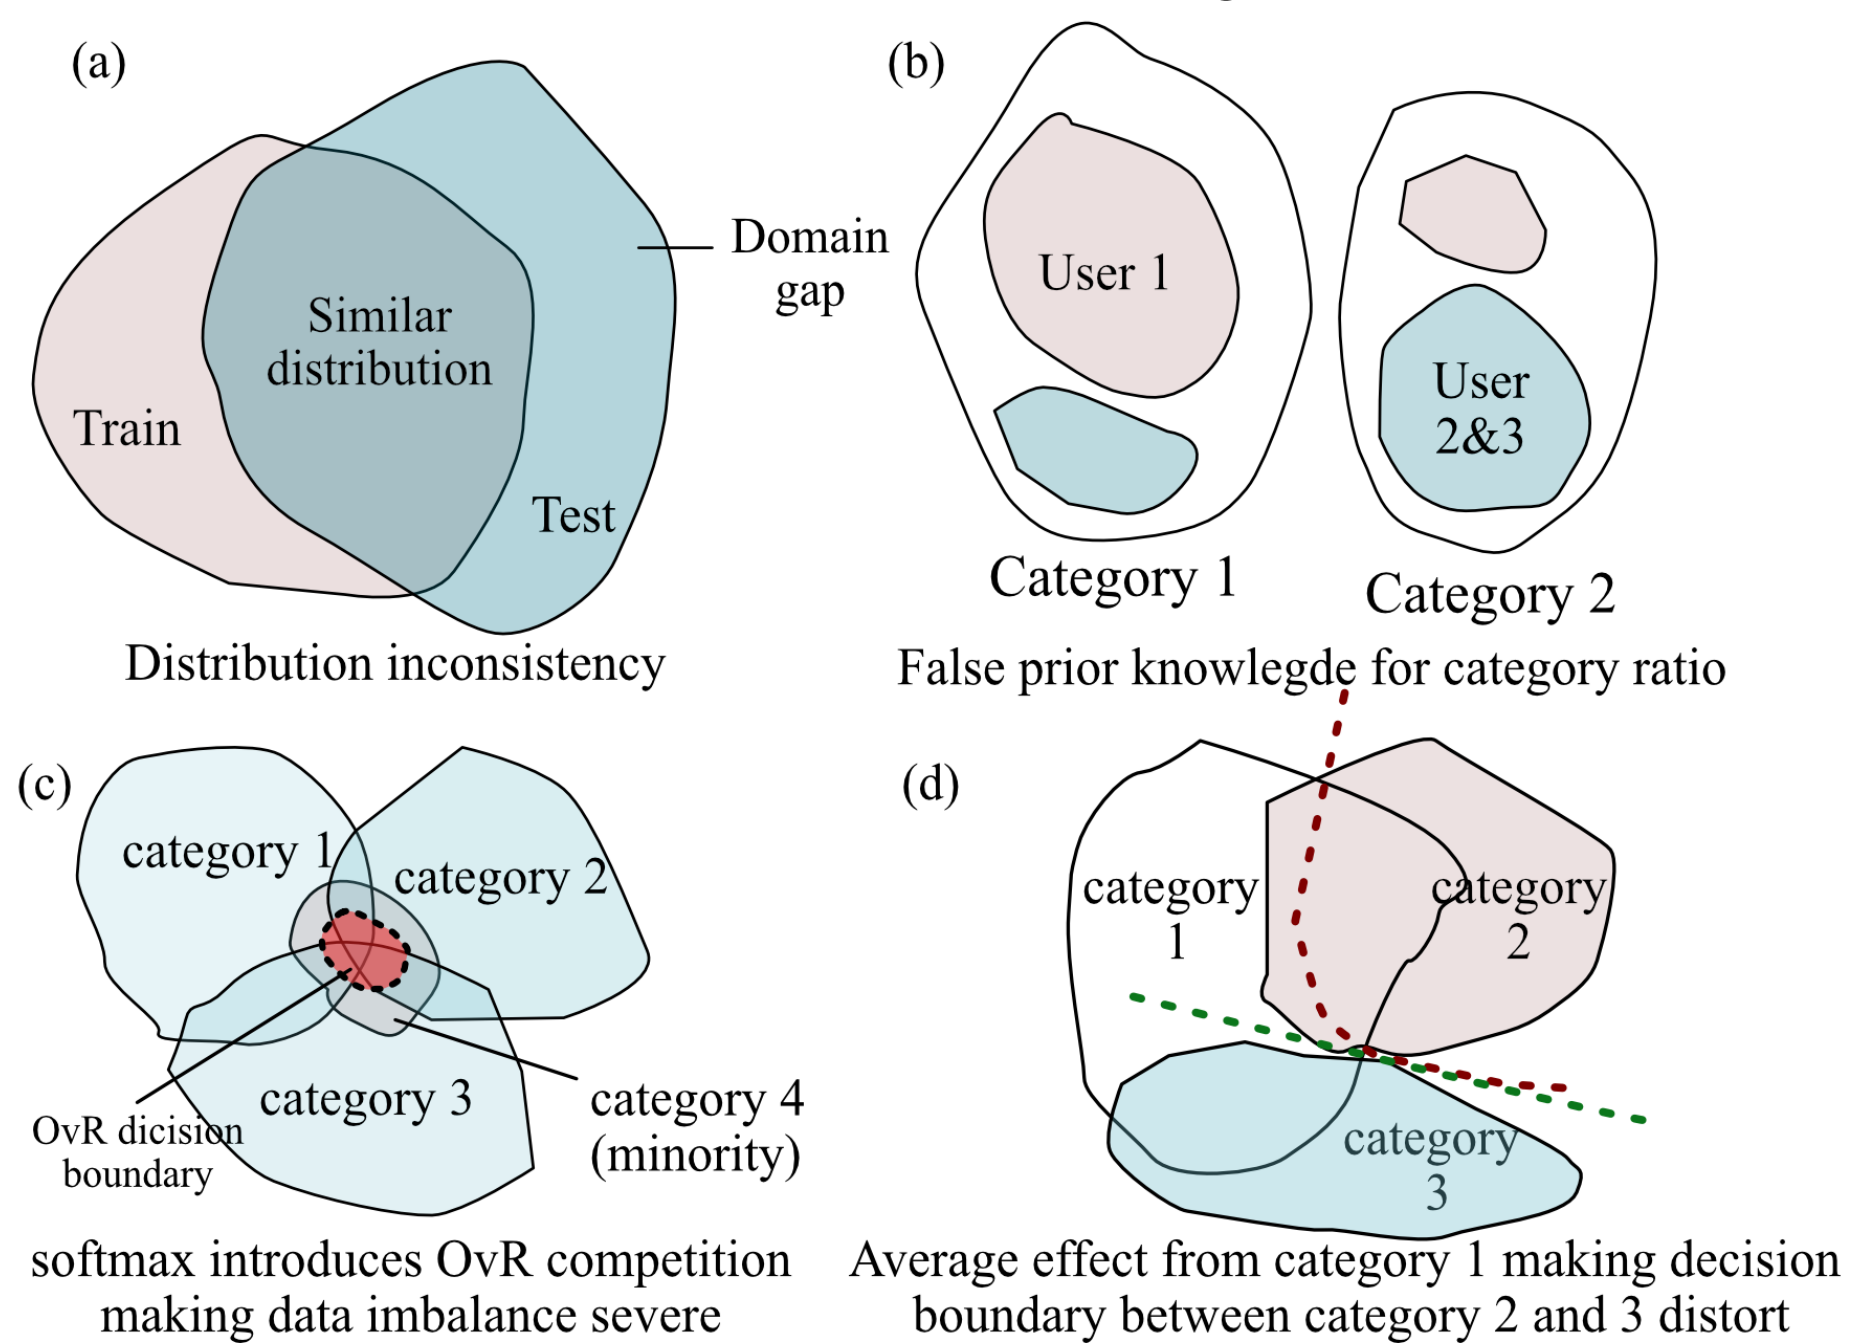 (a)
Similar
distribution
Train
Test
Domain
gap
Distribution inconsistency
(b)
User 1
User
2&3
Category 1
Category 2
False prior knowlegde for category ratio
(c)
category 1
category 2
category 3
category 4
(minority)
OvR dicision
boundary
softmax introduces OvR competition
making data imbalance severe
(d)
category
1
category
2
category
3
Average effect from category 1 making decision
boundary between category 2 and 3 distort